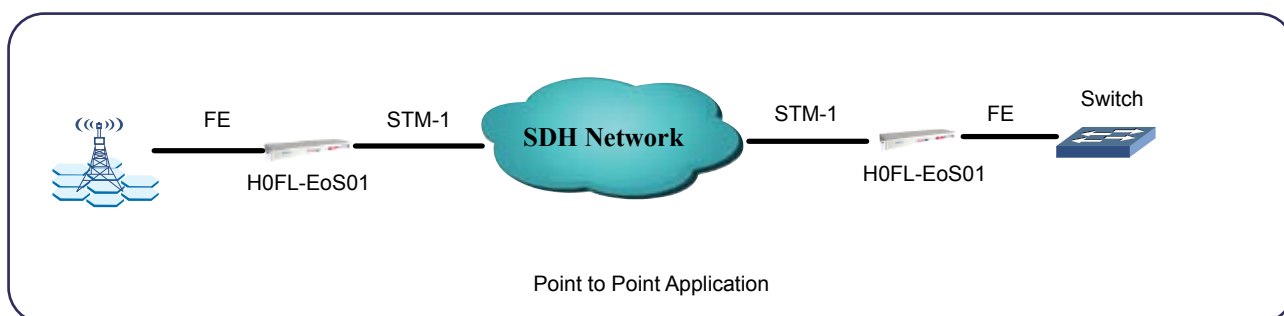 FE
H0FL-EoS01
STM-1
SDH Network
STM-1
H0FL-EoS01
FE
Switch
Point to Point Application